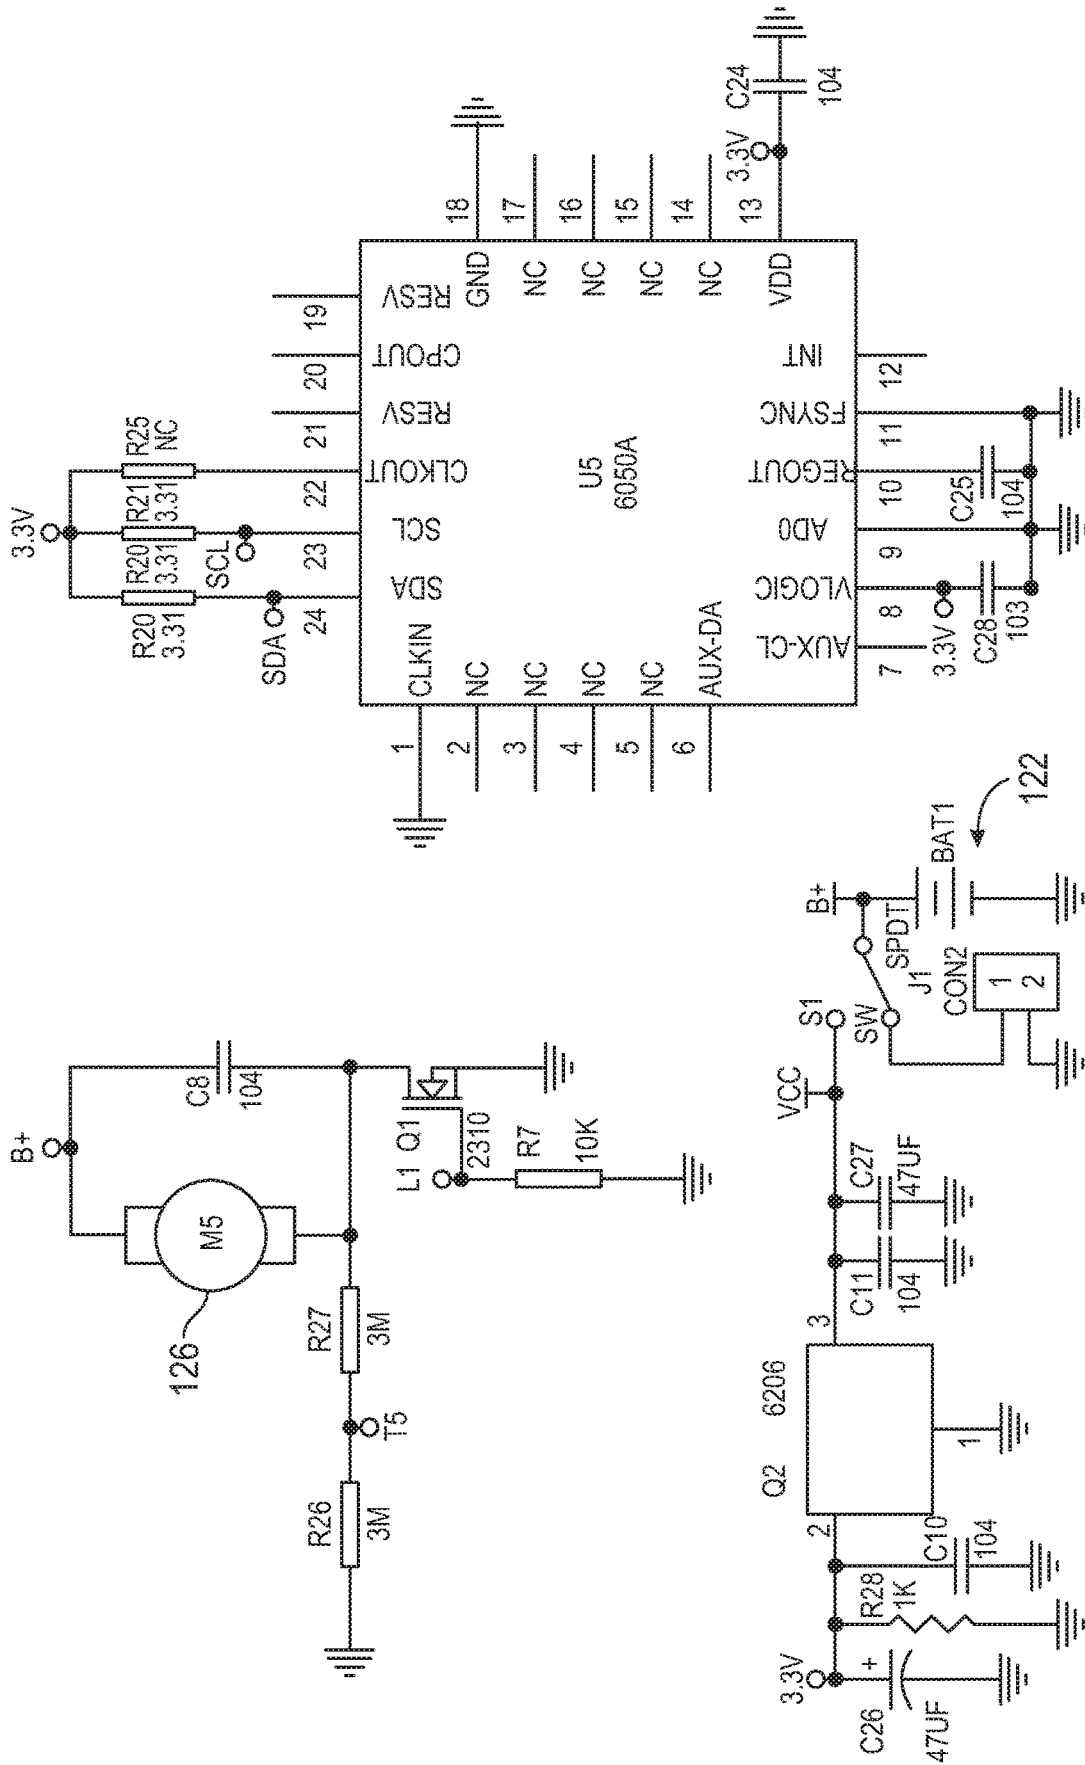 B+
126
M5
C8
104
R26
3M
R27
3M
T5
L1
Q1
2310
R7
10K
3.3V
R20
3.31
R20
3.31
R21
3.31
R25
NC
SDA
SCL
24
23
22
21
20
19
SDA
SCL
CLKOUT
RESV
CPOUT
RESV
1
CLKIN
2
NC
3
NC
4
NC
5
NC
6
AUX-DA
U5
6050A
GND
18
NC
17
NC
16
NC
15
NC
14
VDD
13
3.3V
C24
104
AUX-CL
VLOGIC
AD0
REGOUT
FSYNC
INT
7
8
9
10
11
12
3.3V
C28
103
C25
104
3.3V
C26
+
47UF
R28
1K
C10
104
2
Q2
6206
1
3
C11
104
C27
47UF
VCC
S1
SW
SPDT
B+
J1
CON2
1
2
BAT1
122